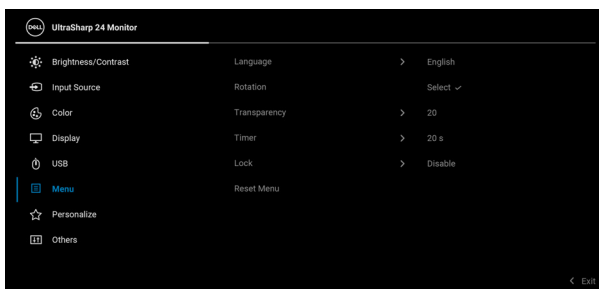 DELL UltraSharp 24 Monitor
Brightness/Contrast Language > English
Input Source Rotation Select ✓
Color Transparency > 20
Display Timer > 20 s
USB Lock > Disable
Menu Reset Menu
Personalize
Others
< Exit